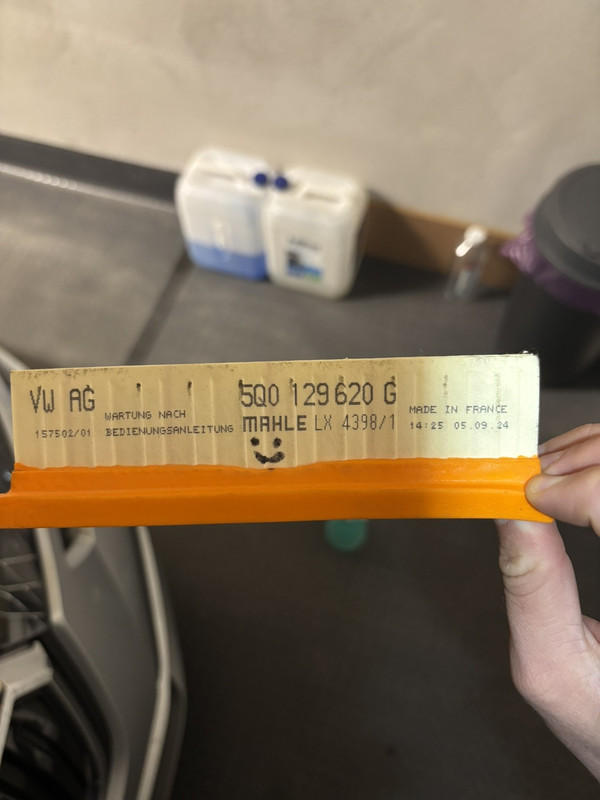 VW AG
157502/01
WARTUNG NACH
BEDIENUNGSANLEITUNG
5Q0 129 620 G
MAHLE LX 4398/1
MADE IN FRANCE
14:25 05.09.24